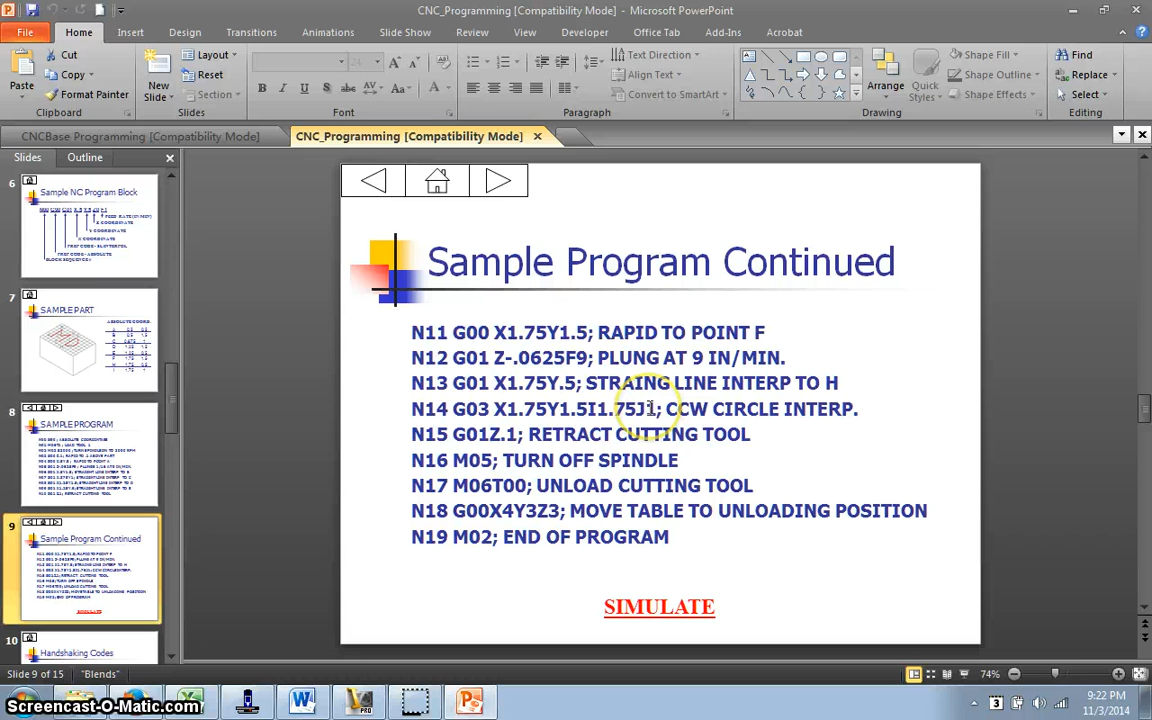 CNC_Programming [Compatibility Mode] - Microsoft PowerPoint
File Home Insert Design Transitions Animations Slide Show Review View Developer Office Tab Add-Ins Acrobat
Paste
Cut
Copy
Format Painter
Clipboard
New Slide
Layout
Reset
Section
Slides
Font
Text Direction
Align Text
Convert to SmartArt
Paragraph
Arrange
Quick Styles
Shape Fill
Shape Outline
Shape Effects
Drawing
Find
Replace
Select
Editing
CNCBase Programming [Compatibility Mode] CNC_Programming [Compatibility Mode]
Slides Outline
6
Sample NC Program Block
7
SAMPLE PART
8
SAMPLE PROGRAM
9
Sample Program Continued
SIMULATE
10
Handshaking Codes
Sample Program Continued
N11 G00 X1.75Y1.5; RAPID TO POINT F
N12 G01 Z-.0625F9; PLUNG AT 9 IN/MIN.
N13 G01 X1.75Y.5; STRAING LINE INTERP TO H
N14 G03 X1.75Y1.5I1.75J1; CCW CIRCLE INTERP.
N15 G01Z.1; RETRACT CUTTING TOOL
N16 M05; TURN OFF SPINDLE
N17 M06T00; UNLOAD CUTTING TOOL
N18 G00X4Y3Z3; MOVE TABLE TO UNLOADING POSITION
N19 M02; END OF PROGRAM
SIMULATE
Slide 9 of 15 "Blends" 74%
Screencast-O-Matic.com
9:22 PM
11/3/2014